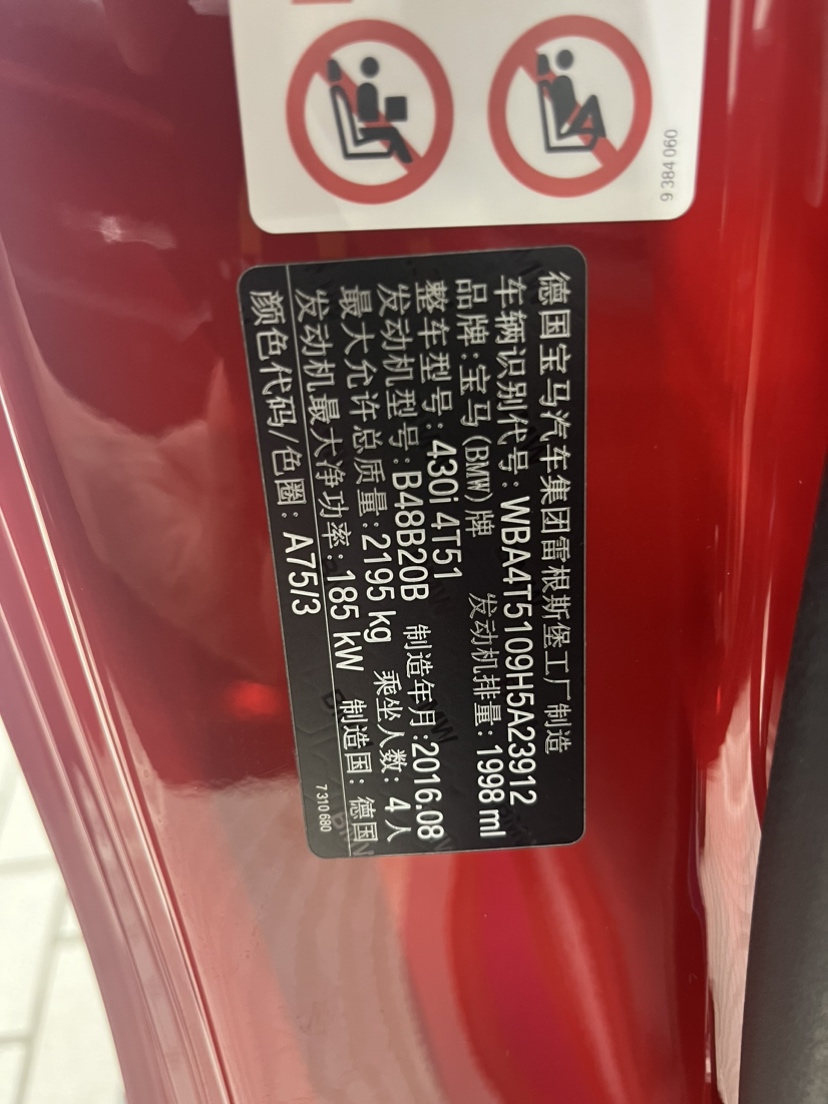 9 384 060
德国宝马汽车集团雷根斯堡工厂制造
车辆识别代号: WBA4T5109H5A23912
品牌:宝马(BMW)牌 发动机排量:1998 ml
整车型号: 430i 4T51
发动机型号: B48B20B 制造年月:2016.08
最大允许总质量: 2195 kg 乘坐人数: 4人
发动机最大净功率: 185 kW 制造国: 德国
颜色代码/色圈: A75/3
7 310 680